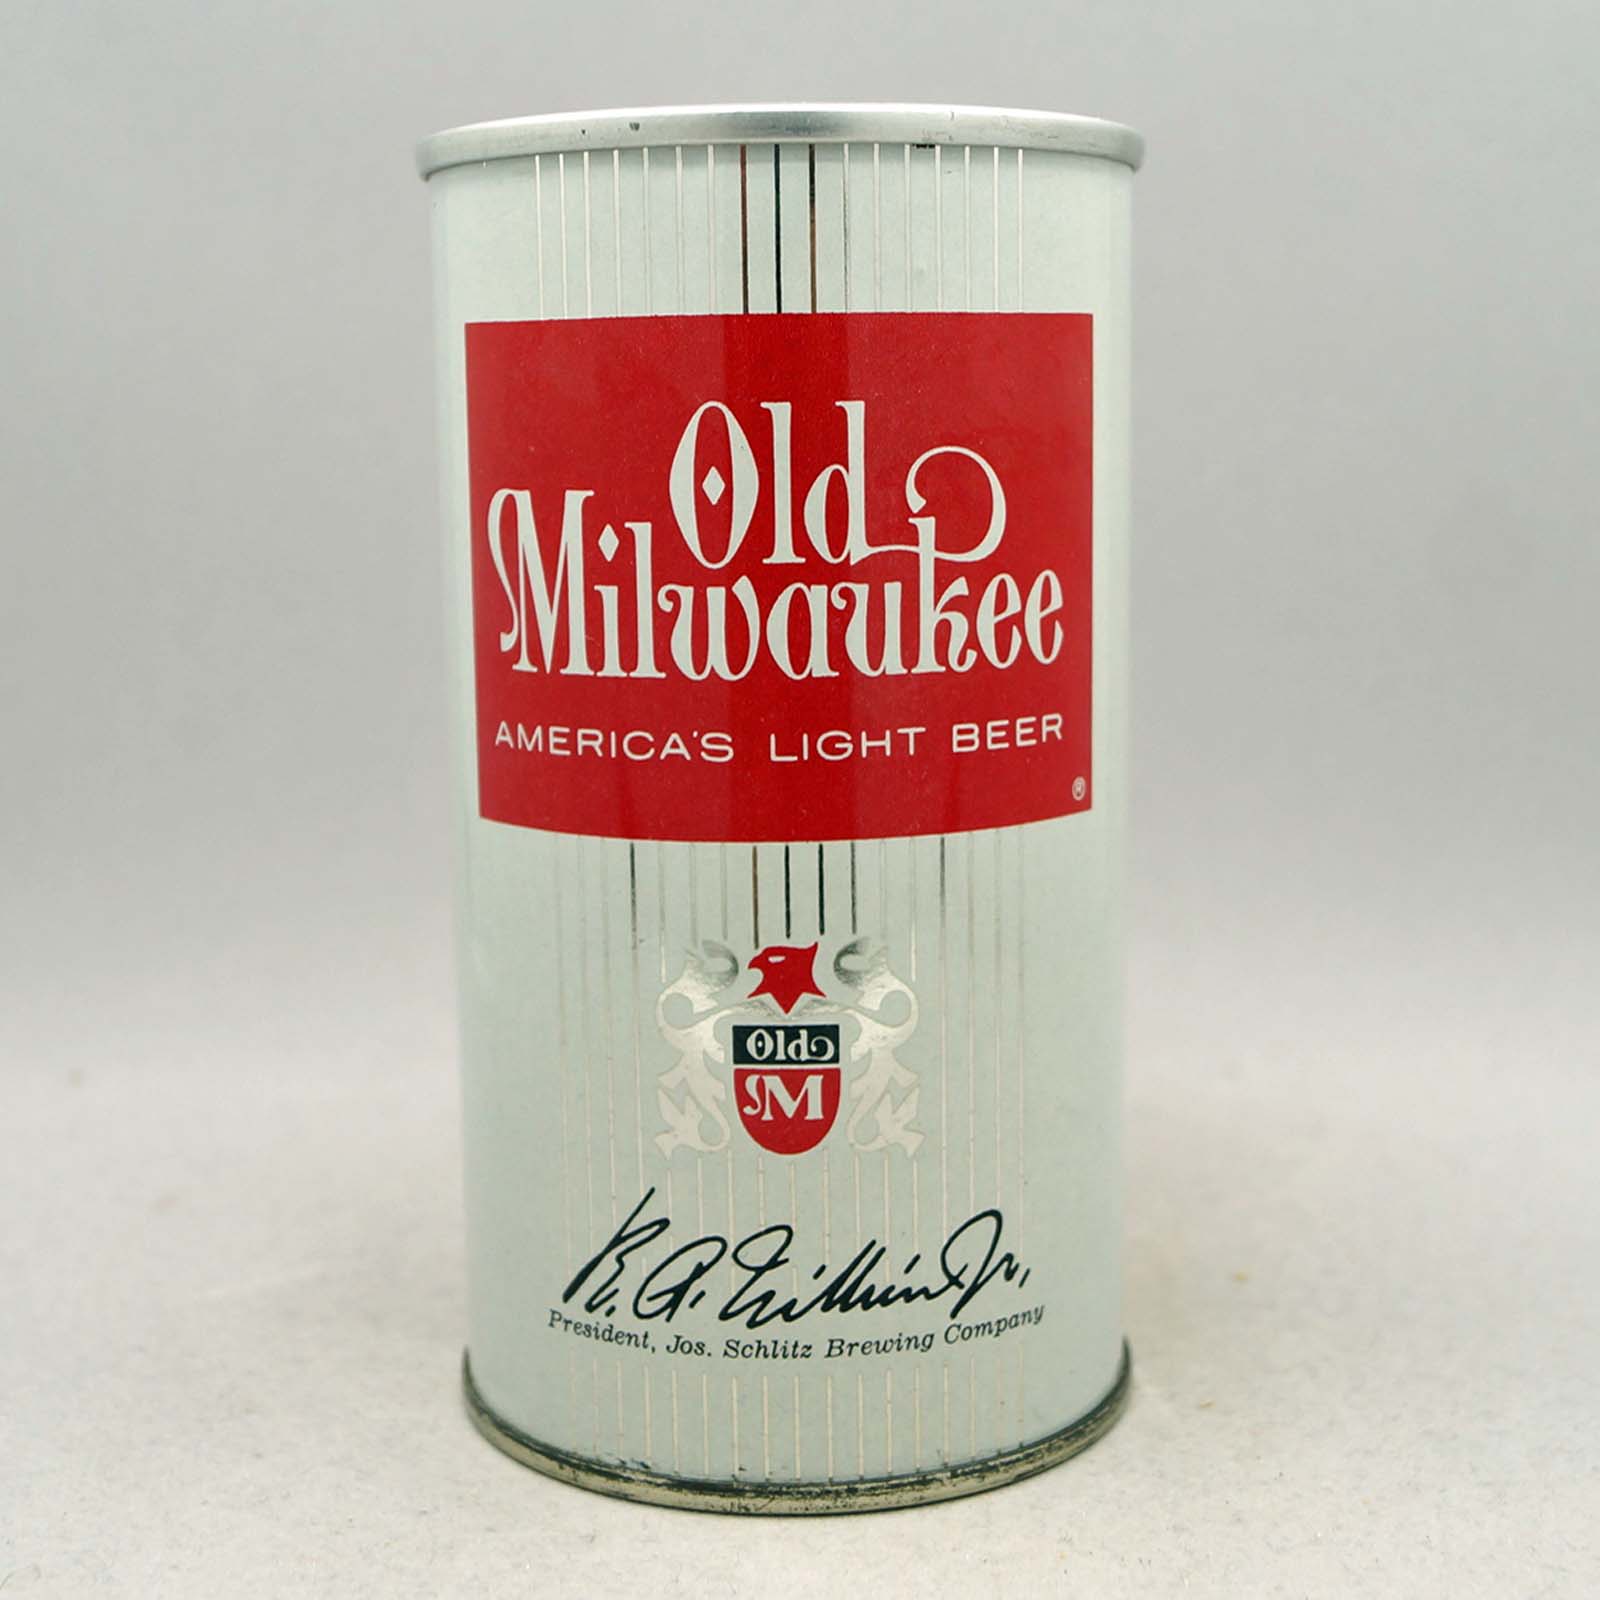 Old
Milwaukee
AMERICA'S LIGHT BEER
®
Old
M
President, Jos. Schlitz Brewing Company